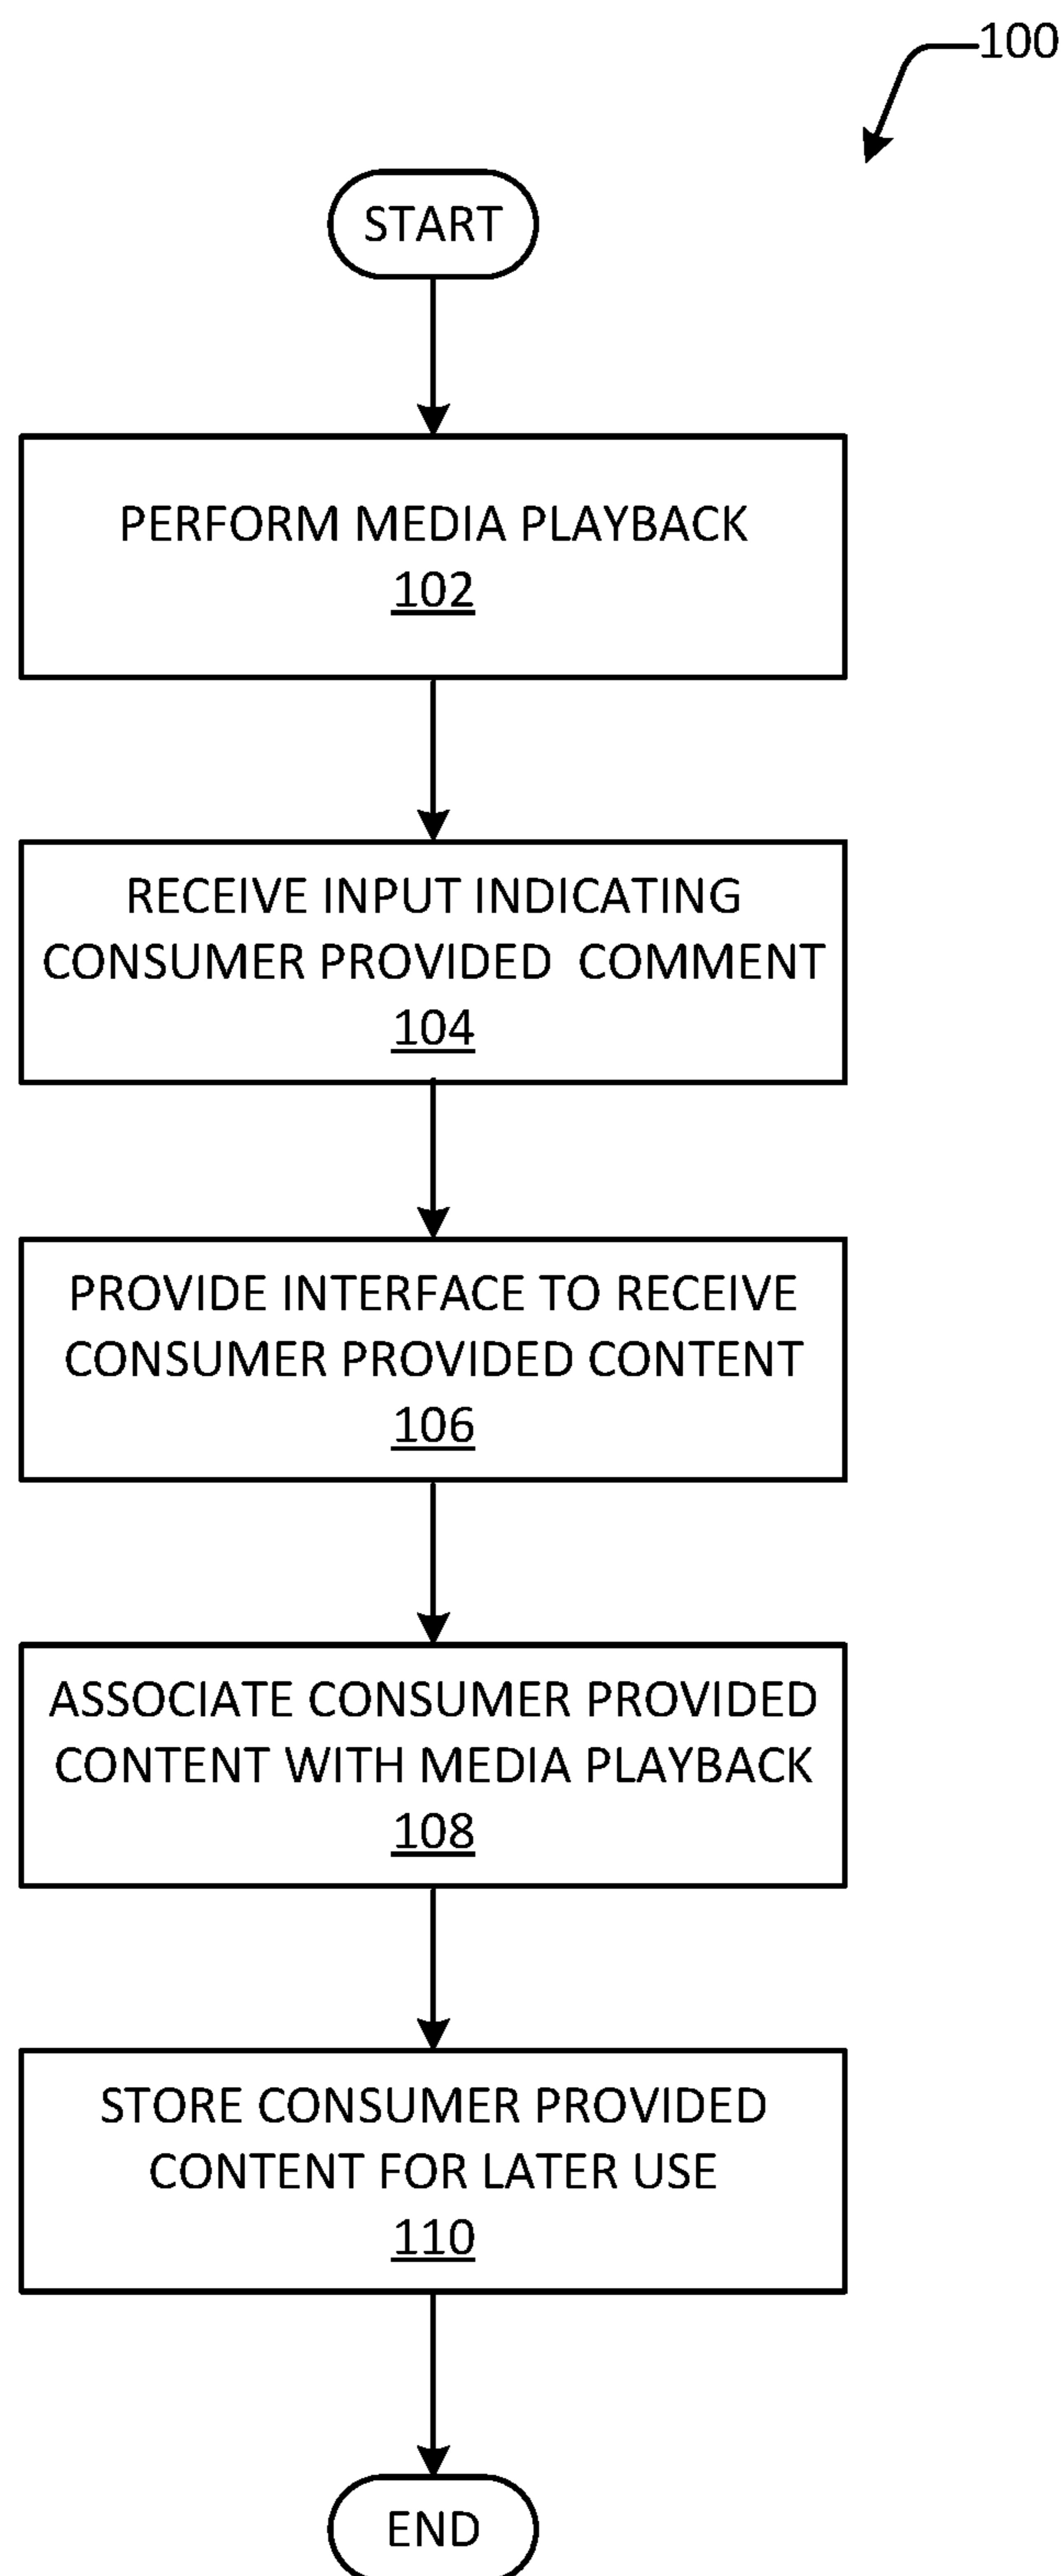 100
START
PERFORM MEDIA PLAYBACK
102
RECEIVE INPUT INDICATING
CONSUMER PROVIDED COMMENT
104
PROVIDE INTERFACE TO RECEIVE
CONSUMER PROVIDED CONTENT
106
ASSOCIATE CONSUMER PROVIDED
CONTENT WITH MEDIA PLAYBACK
108
STORE CONSUMER PROVIDED
CONTENT FOR LATER USE
110
END